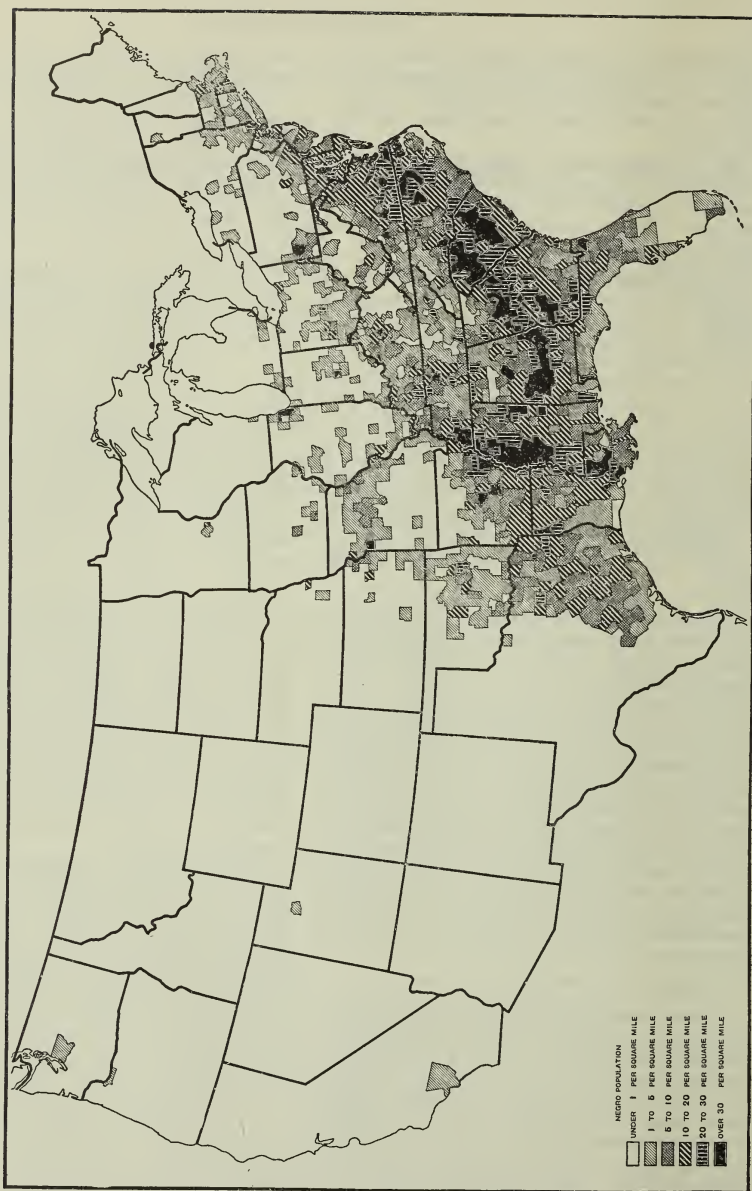 NEGRO POPULATION
UNDER 1 PER SQUARE MILE
1 TO 5 PER SQUARE MILE
5 TO 10 PER SQUARE MILE
10 TO 20 PER SQUARE MILE
20 TO 30 PER SQUARE MILE
OVER 30 PER SQUARE MILE